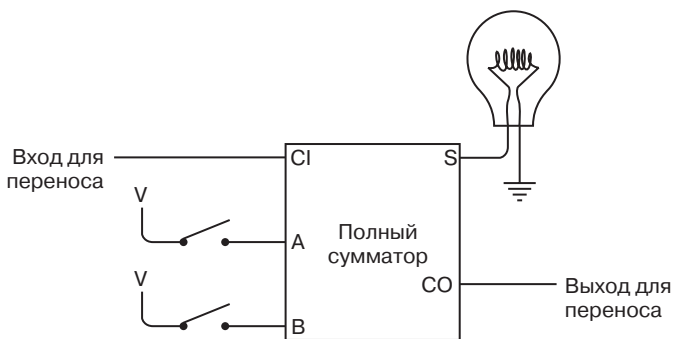 Вход для
переноса
CI
S
V
A
Полный
сумматор
CO
Выход для
переноса
V
B